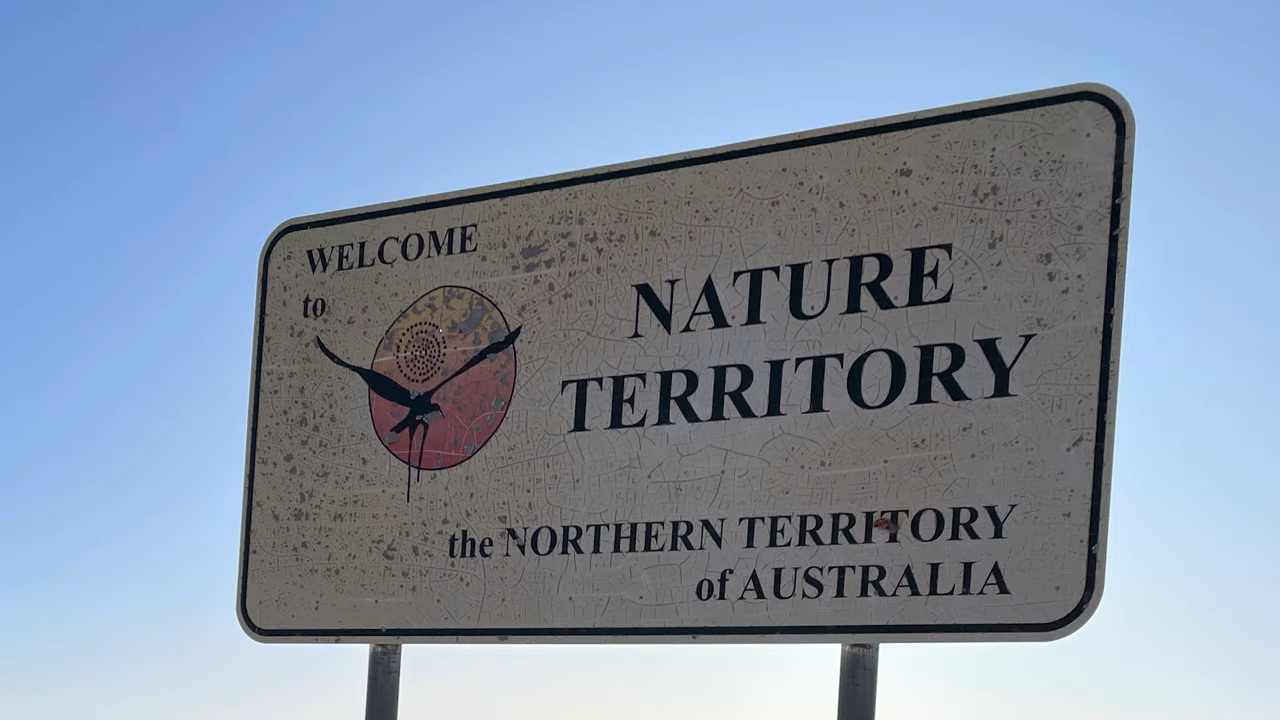 WELCOME
to
NATURE
TERRITORY
the NORTHERN TERRITORY
of AUSTRALIA